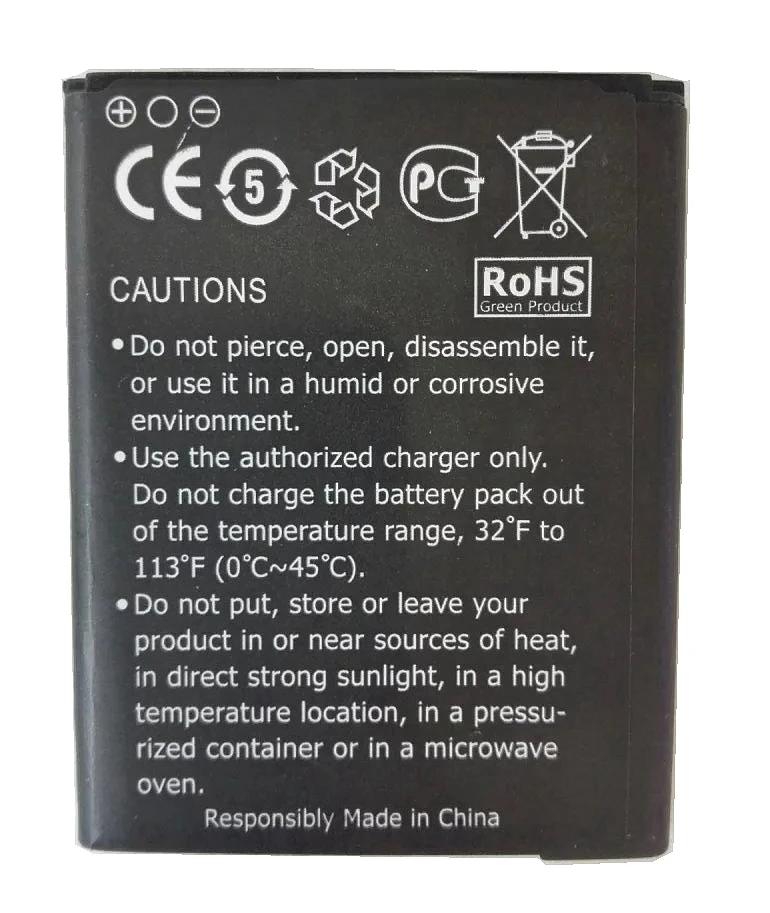 CE 5 PG
CAUTIONS
RoHS
Green Product
•Do not pierce, open, disassemble it,
or use it in a humid or corrosive
environment.
•Use the authorized charger only.
Do not charge the battery pack out
of the temperature range, 32˚F to
113˚F (0˚C~45˚C).
•Do not put, store or leave your
product in or near sources of heat,
in direct strong sunlight, in a high
temperature location, in a pressu-
rized container or in a microwave
oven.
Responsibly Made in China